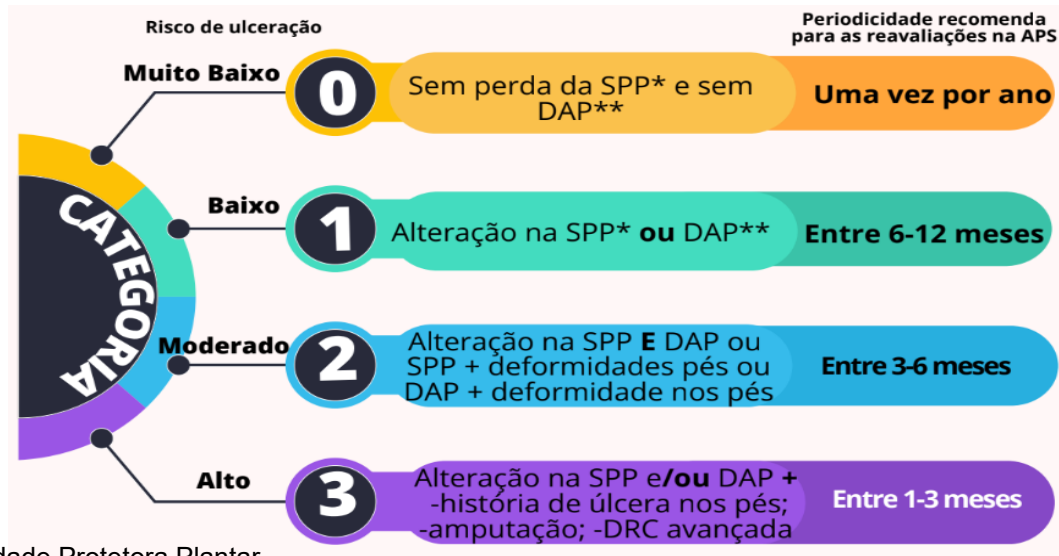 Risco de ulceração
Periodicidade recomenda
para as reavaliações na APS
CATEGORIA
Muito Baixo
0
Sem perda da SPP* e sem
DAP**
Uma vez por ano
Baixo
1
Alteração na SPP* ou DAP**
Entre 6-12 meses
Moderado
2
Alteração na SPP E DAP ou
SPP + deformidades pés ou
DAP + deformidade nos pés
Entre 3-6 meses
Alto
3
Alteração na SPP e/ou DAP +
-história de úlcera nos pés;
-amputação; -DRC avançada
Entre 1-3 meses
Protetora Plantar